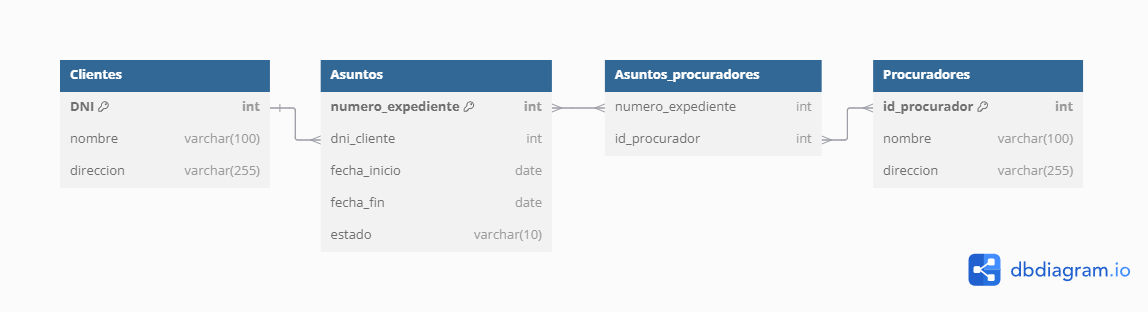 Clientes
DNI int
nombre varchar(100)
direccion varchar(255)
Asuntos
numero_expediente int
dni_cliente int
fecha_inicio date
fecha_fin date
estado varchar(10)
Asuntos_procuradores
numero_expediente int
id_procurador int
Procuradores
id_procurador int
nombre varchar(100)
direccion varchar(255)
dbdiagram.io